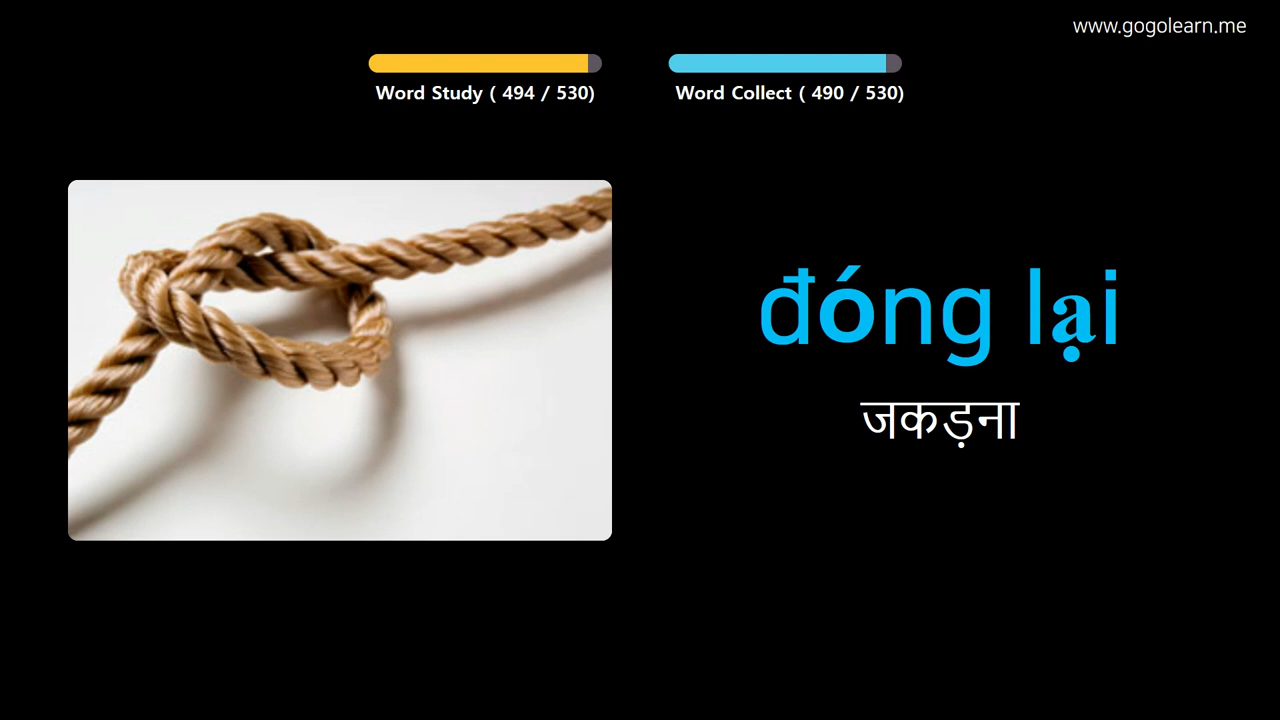 www.gogolearn.me
Word Study ( 494 / 530)
Word Collect ( 490 / 530)
đóng lại
जकड़ना